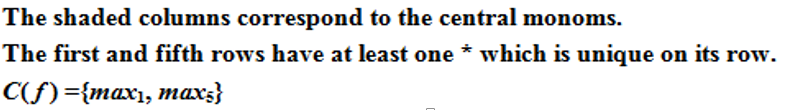 The shaded columns correspond to the central monoms.
The first and fifth rows have at least one * which is unique on its row.
C(f) ={max₁, max₅}